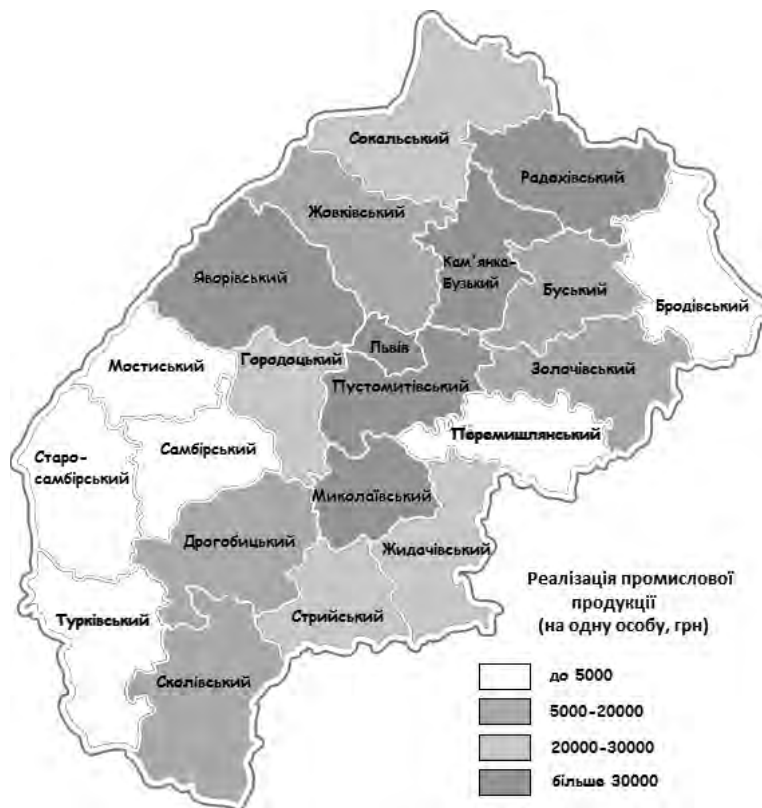 Сокальський
Радехівський
Жовківський
Кам'янка-
Бузький
Яворівський
Буський
Бродівський
Львів
Мостиський
Городоцький
Золочівський
Пустомитівський
Перемишлянський
Самбірський
Старо-
самбірський
Миколаївський
Дрогобицький
Жидачівський
Турківський
Стрийський
Сколівський
Реалізація промислової
продукції
(на одну особу, грн)
до 5000
5000-20000
20000-30000
більше 30000